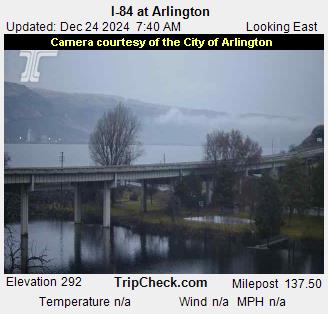 I-84 at Arlington
Updated: Dec 24 2024 7:40 AM Looking East
Camera courtesy of the City of Arlington
Elevation 292 TripCheck.com Milepost 137.50
Temperature n/a Wind n/a MPH n/a